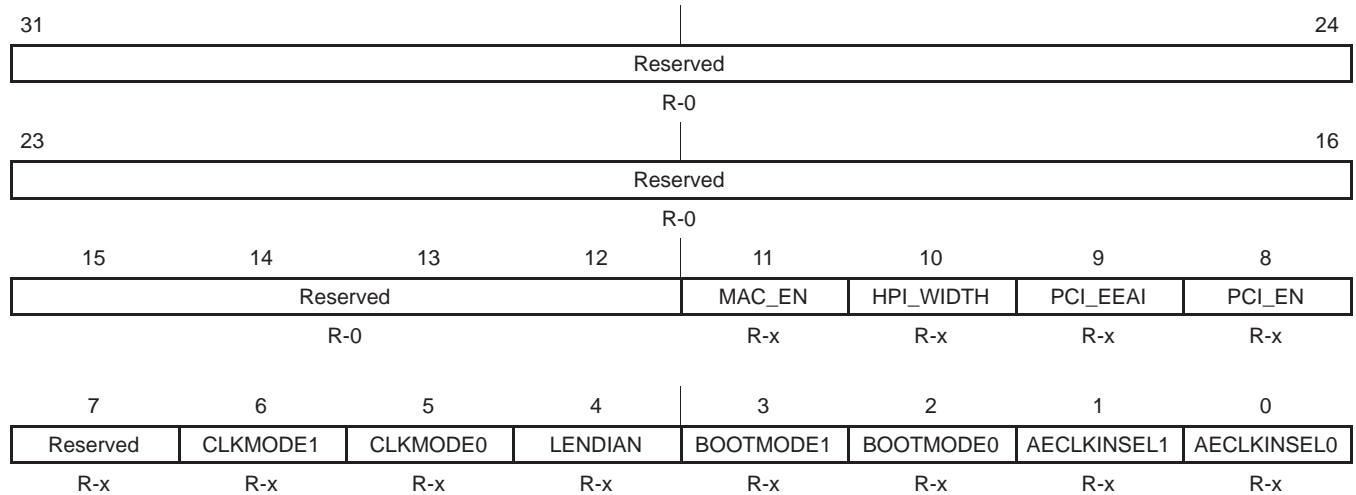 31 24
Reserved
R-0
23 16
Reserved
R-0
15 14 13 12 11 10 9 8
Reserved MAC_EN HPI_WIDTH PCI_EEAI PCI_EN
R-0 R-x R-x R-x R-x
7 6 5 4 3 2 1 0
Reserved CLKMODE1 CLKMODE0 LENDIAN BOOTMODE1 BOOTMODE0 AECLKINSEL1 AECLKINSEL0
R-x R-x R-x R-x R-x R-x R-x R-x